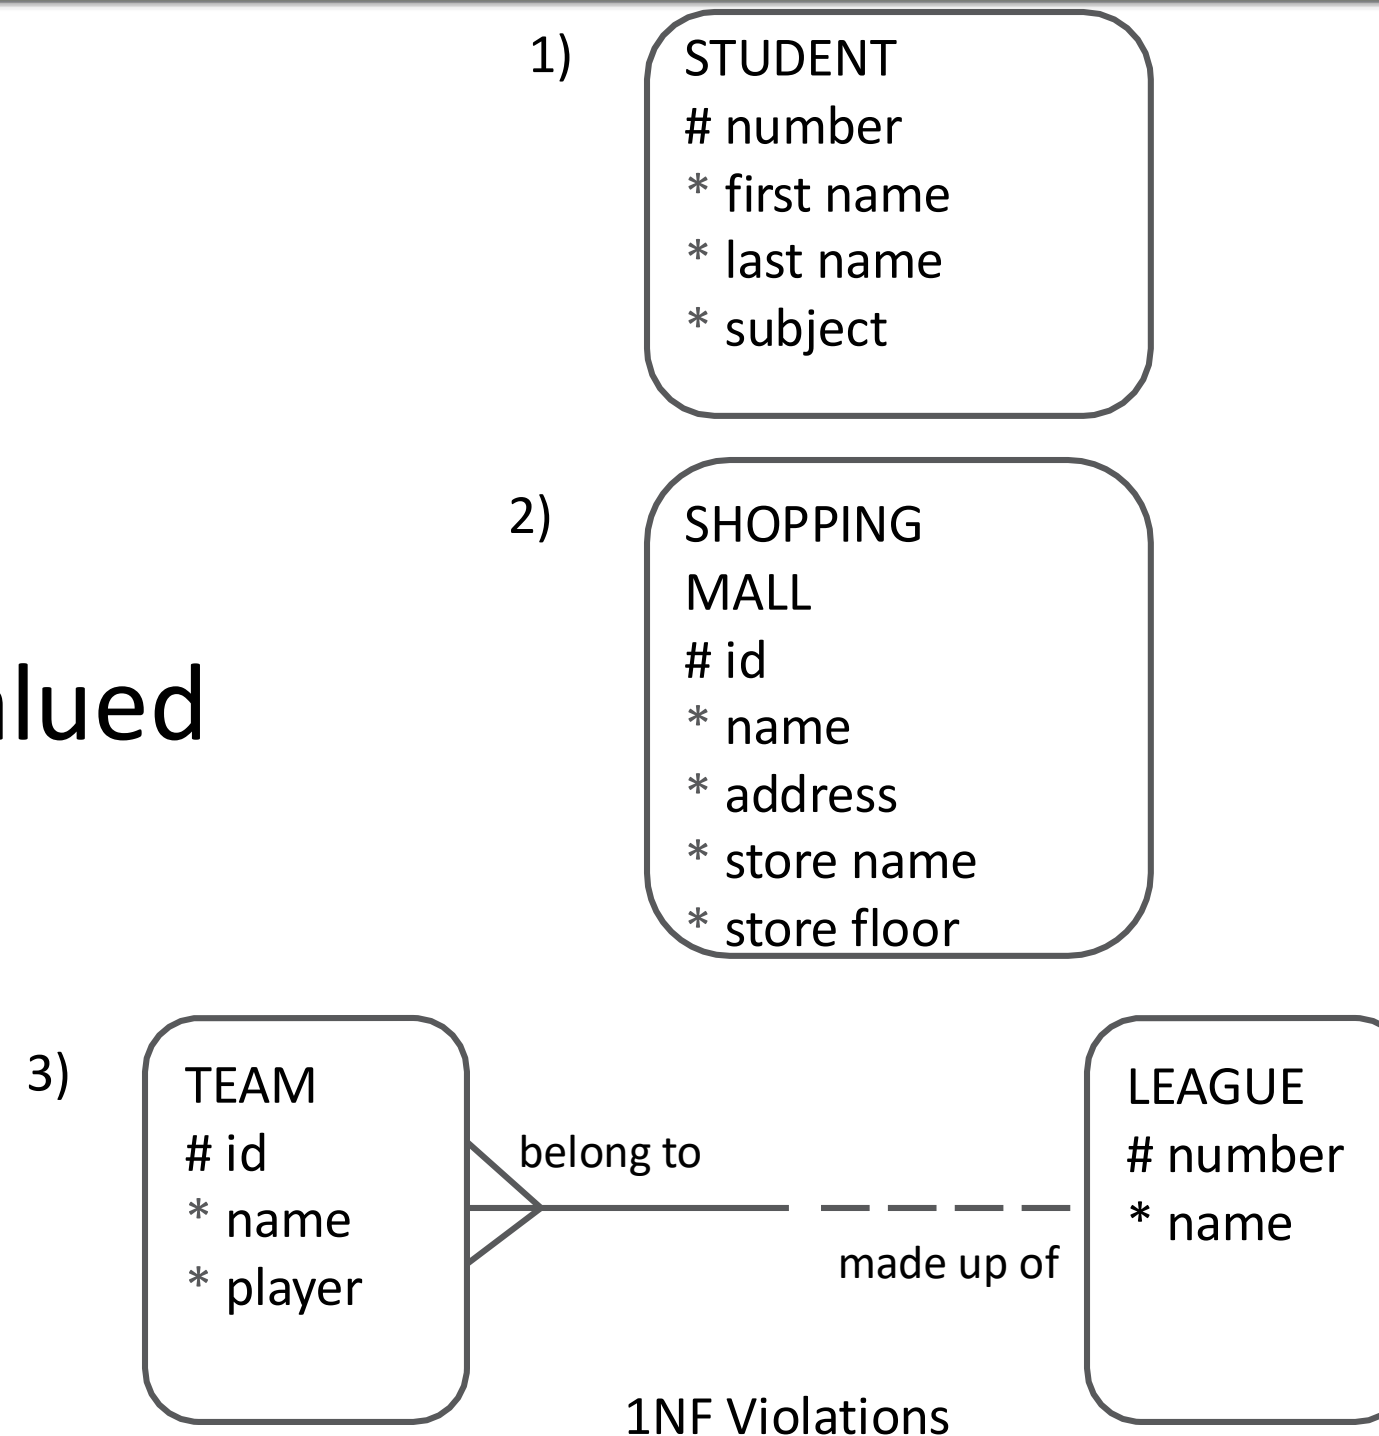 1)
STUDENT
# number
* first name
* last name
* subject
2)
SHOPPING
MALL
# id
* name
* address
* store name
* store floor
lued
3)
TEAM
# id
* name
* player
belong to
made up of
LEAGUE
# number
* name
1NF Violations